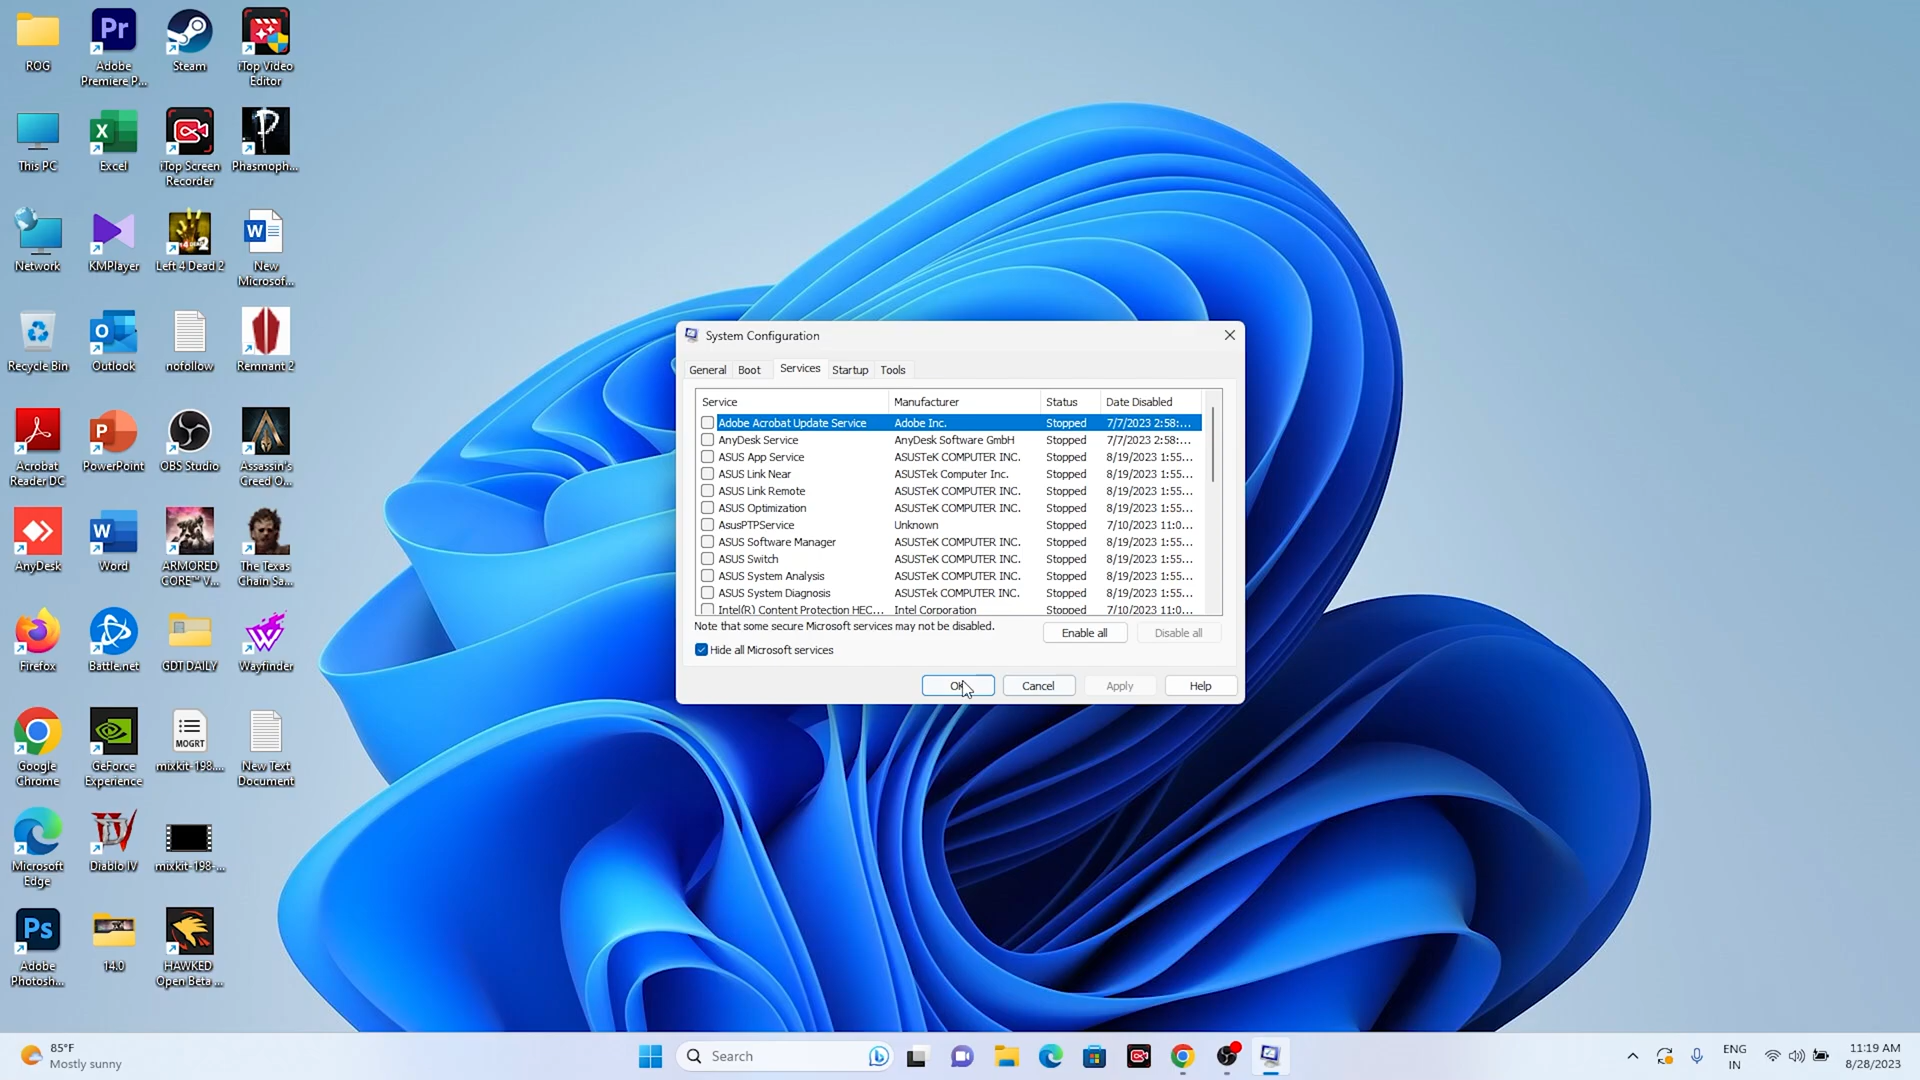 ROG
Pr
Adobe
Premiere P...
Steam
iTop Video
Editor
This PC
X
Excel
iTop Screen
Recorder
Phasmoph...
Network
KMPlayer
2
Left 4 Dead 2
W
New
Microsof...
Recycle Bin
O
Outlook
nofollow
Remnant 2
Acrobat
Reader DC
P
PowerPoint
OBS Studio
Assassin's
Creed O...
AnyDesk
W
Word
ARMORED
CORE™ V...
The Texas
Chain Sa...
Firefox
Battle.net
GDT DAILY
Wayfinder
Google
Chrome
GeForce
Experience
MOGRT
mixkit-198....
New Text
Document
Microsoft
Edge
IV
Diablo IV
mixkit-198-...
Ps
Adobe
Photosh...
14.0
HAWKED
Open Beta ...
System Configuration
General Boot Services Startup Tools
Service Manufacturer Status Date Disabled
Adobe Acrobat Update Service Adobe Inc. Stopped 7/7/2023 2:58:...
AnyDesk Service AnyDesk Software GmbH Stopped 7/7/2023 2:58:...
ASUS App Service ASUSTeK COMPUTER INC. Stopped 8/19/2023 1:55...
ASUS Link Near ASUSTeK Computer Inc. Stopped 8/19/2023 1:55...
ASUS Link Remote ASUSTeK COMPUTER INC. Stopped 8/19/2023 1:55...
ASUS Optimization ASUSTeK COMPUTER INC. Stopped 8/19/2023 1:55...
AsusPTPService Unknown Stopped 7/10/2023 11:0...
ASUS Software Manager ASUSTeK COMPUTER INC. Stopped 8/19/2023 1:55...
ASUS Switch ASUSTeK COMPUTER INC. Stopped 8/19/2023 1:55...
ASUS System Analysis ASUSTeK COMPUTER INC. Stopped 8/19/2023 1:55...
ASUS System Diagnosis ASUSTeK COMPUTER INC. Stopped 8/19/2023 1:55...
Intel(R) Content Protection HEC... Intel Corporation Stopped 7/10/2023 11:0...
Note that some secure Microsoft services may not be disabled.
Enable all Disable all
Hide all Microsoft services
OK Cancel Apply Help
85°F
Mostly sunny
Search
ENG
IN
11:19 AM
8/28/2023